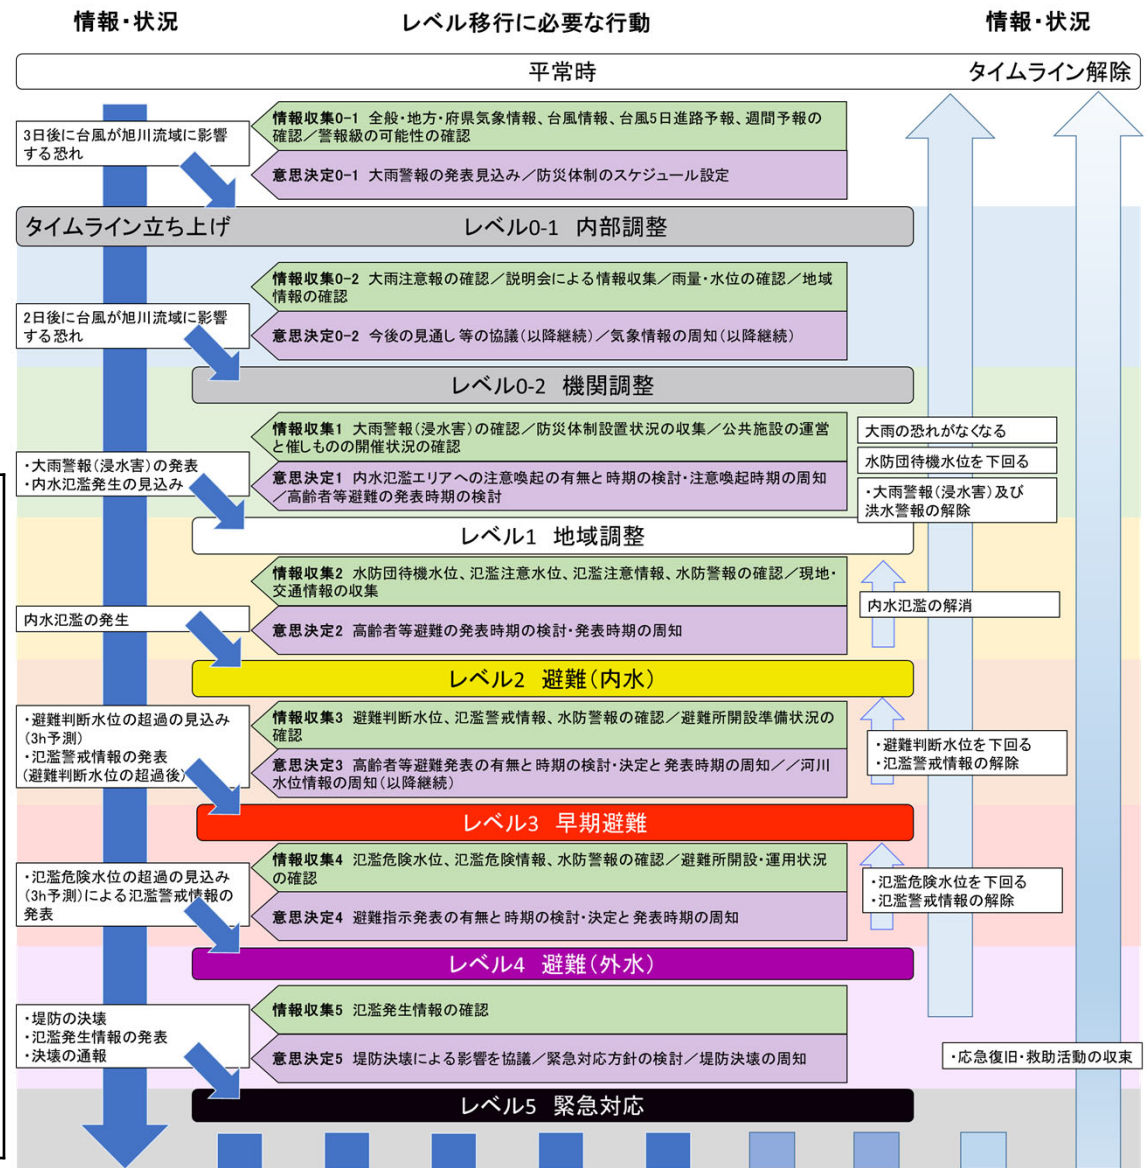 情報・状況
レベル移行に必要な行動
情報・状況
平常時
タイムライン解除
3日後に台風が旭川流域に影響
する恐れ
情報収集0-1 全般・地方・府県気象情報、台風情報、台風5日進路予報、週間予報の
確認／警報級の可能性の確認
意思決定0-1 大雨警報の発表見込み／防災体制のスケジュール設定
タイムライン立ち上げ
レベル0-1 内部調整
2日後に台風が旭川流域に影響
する恐れ
情報収集0-2 大雨注意報の確認／説明会による情報収集／雨量・水位の確認／地域
情報の確認
意思決定0-2 今後の見通し等の協議(以降継続)／気象情報の周知(以降継続)
レベル0-2 機関調整
・大雨警報(浸水害)の発表
・内水氾濫発生の見込み
情報収集1 大雨警報(浸水害)の確認／防災体制設置状況の収集／公共施設の運営
と催しものの開催状況の確認
意思決定1 内水氾濫エリアへの注意喚起の有無と時期の検討・注意喚起時期の周知
／高齢者等避難の発表時期の検討
大雨の恐れがなくなる
水防団待機水位を下回る
・大雨警報(浸水害)及び
洪水警報の解除
レベル1 地域調整
内水氾濫の発生
情報収集2 水防団待機水位、氾濫注意水位、氾濫注意情報、水防警報の確認／現地・
交通情報の収集
意思決定2 高齢者等避難の発表時期の検討・発表時期の周知
内水氾濫の解消
レベル2 避難(内水)
・避難判断水位の超過の見込み
(3h予測)
・氾濫警戒情報の発表
(避難判断水位の超過後)
情報収集3 避難判断水位、氾濫警戒情報、水防警報の確認／避難所開設準備状況の
確認
意思決定3 高齢者等避難発表の有無と時期の検討・決定と発表時期の周知／／河川
水位情報の周知(以降継続)
・避難判断水位を下回る
・氾濫警戒情報の解除
レベル3 早期避難
・氾濫危険水位の超過の見込み
(3h予測)による氾濫警戒情報の
発表
情報収集4 氾濫危険水位、氾濫危険情報、水防警報の確認／避難所開設・運用状況
の確認
意思決定4 避難指示発表の有無と時期の検討・決定と発表時期の周知
・氾濫危険水位を下回る
・氾濫警戒情報の解除
レベル4 避難(外水)
・堤防の決壊
・氾濫発生情報の発表
・決壊の通報
情報収集5 氾濫発生情報の確認
意思決定5 堤防決壊による影響を協議／緊急対応方針の検討／堤防決壊の周知
・応急復旧・救助活動の収束
レベル5 緊急対応